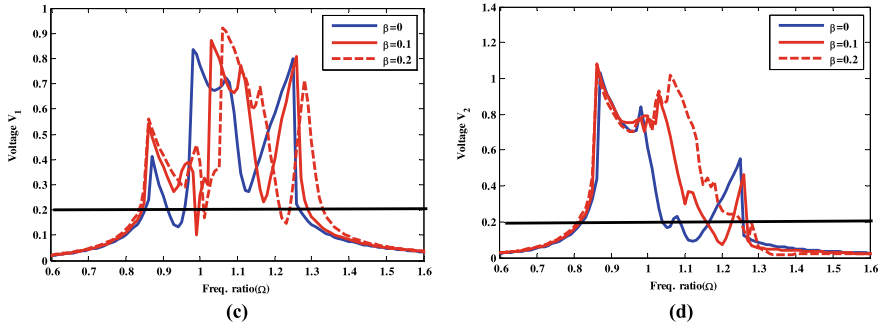 1
0.9
0.8
0.7
0.6
0.5
0.4
0.3
0.2
0.1
0
Voltage V1
β=0
β=0.1
β=0.2
0.6 0.7 0.8 0.9 1 1.1 1.2 1.3 1.4 1.5 1.6
Freq. ratio(Ω)
(c)
1.4
1.2
1
0.8
0.6
0.4
0.2
0
Voltage V2
β=0
β=0.1
β=0.2
0.6 0.7 0.8 0.9 1 1.1 1.2 1.3 1.4 1.5 1.6
Freq. ratio(Ω)
(d)